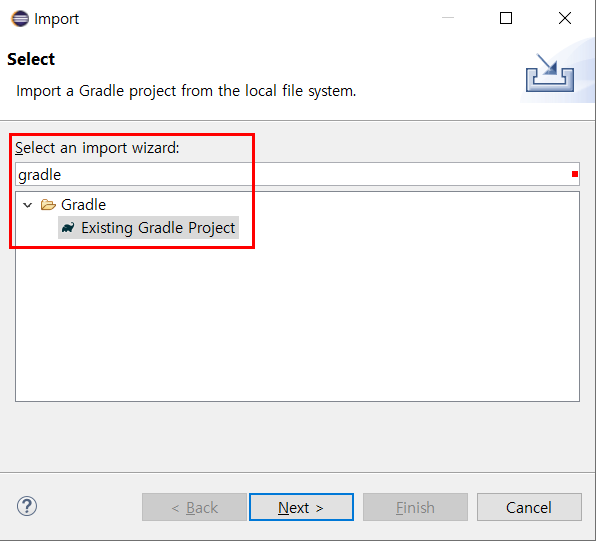 Import
Select
Import a Gradle project from the local file system.
Select an import wizard:
gradle
Gradle
Existing Gradle Project
?
< Back
Next >
Finish
Cancel